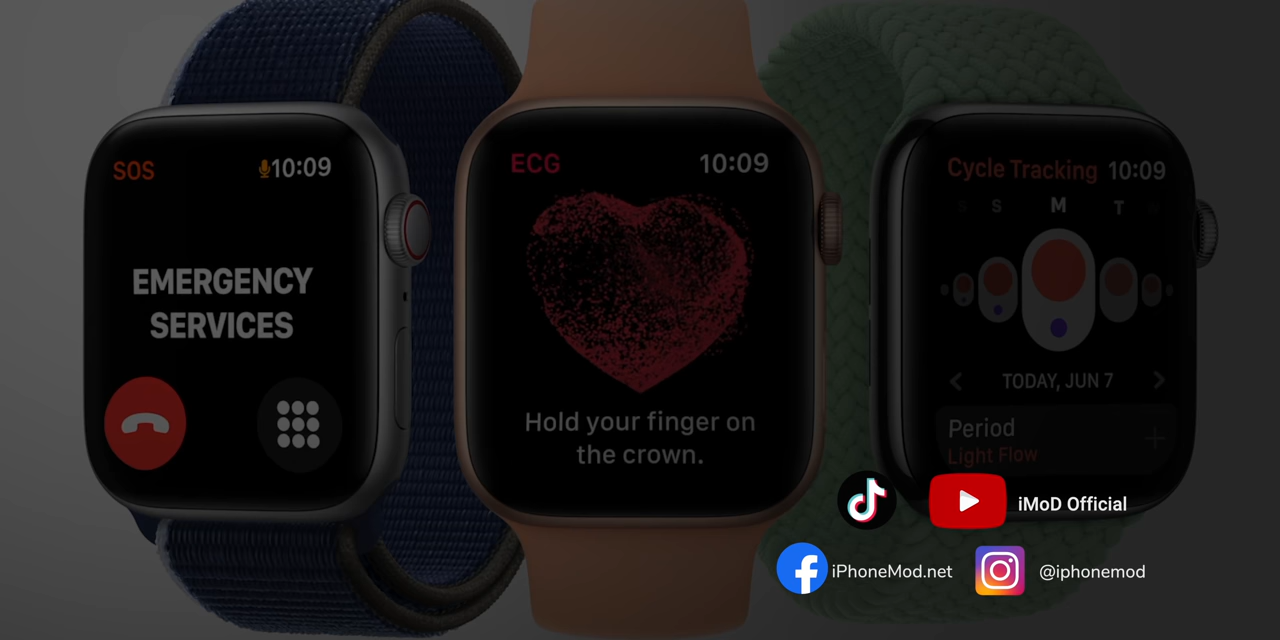 SOS
10:09
EMERGENCY
SERVICES
ECG
10:09
Hold your finger on
the crown.
Cycle Tracking 10:09
S S M T
TODAY, JUN 7
Period
Light Flow
iMoD Official
iPhoneMod.net
@iphonemod